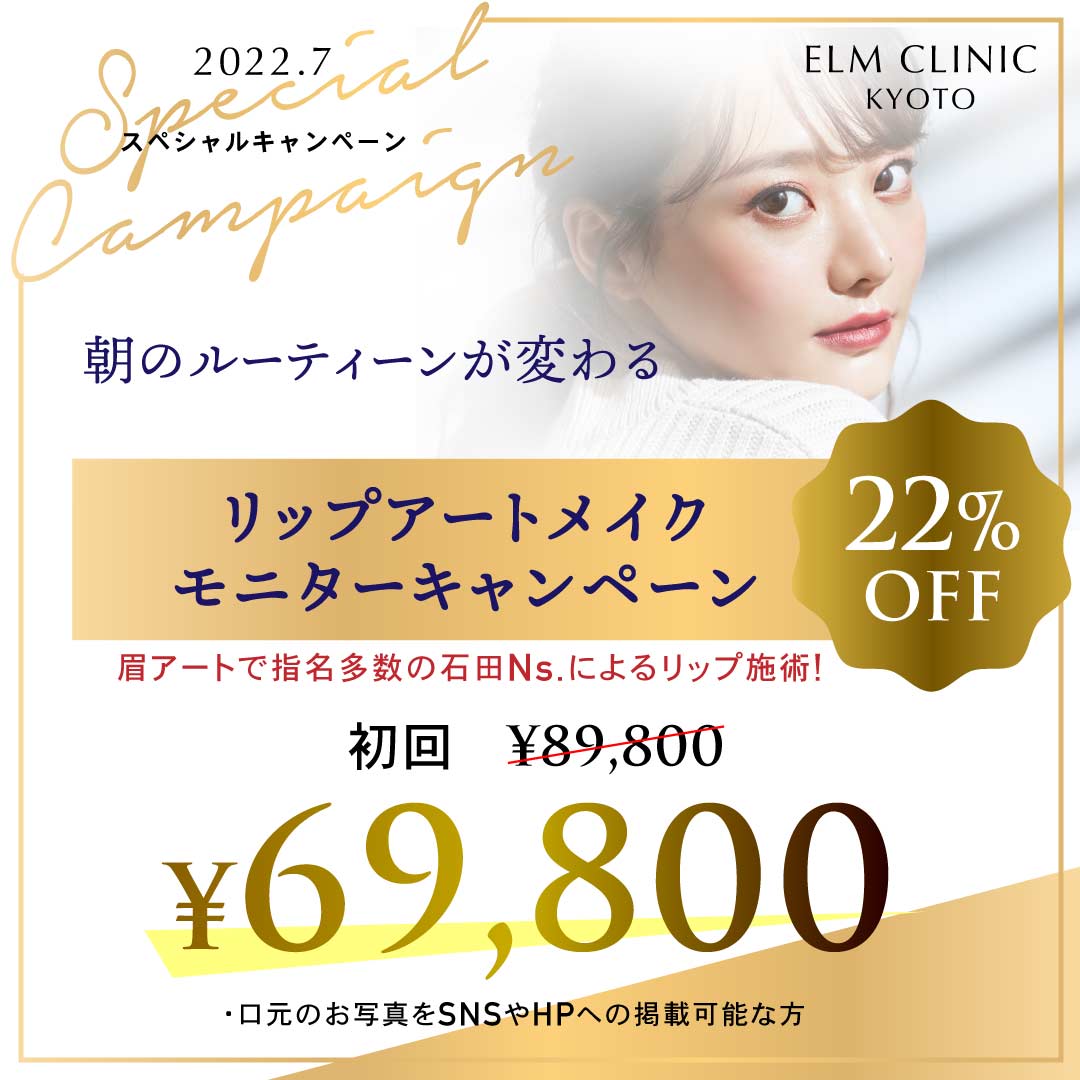 2022.7
Special
スペシャルキャンペーン
Campaign
ELM CLINIC
KYOTO
朝のルーティーンが変わる
リップアートメイク
モニターキャンペーン
22%
OFF
眉アートで指名多数の石田Ns.によるリップ施術!
初回 ¥89,800
¥69,800
・口元のお写真をSNSやHPへの掲載可能な方